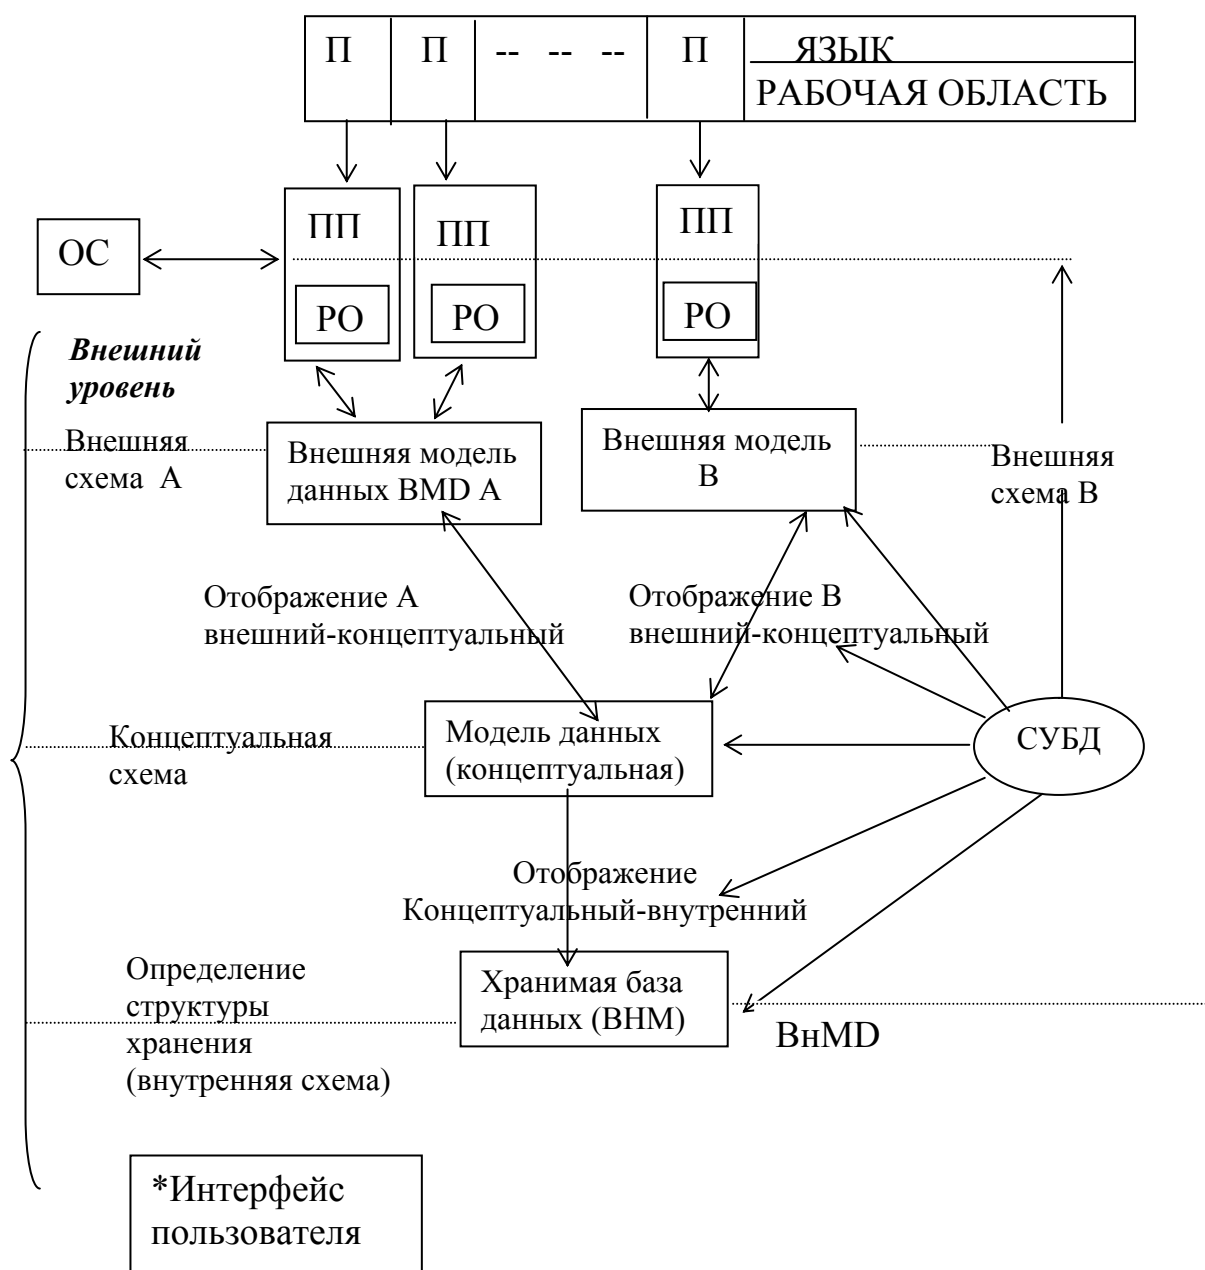 П П -- -- -- П ЯЗЫК
РАБОЧАЯ ОБЛАСТЬ
ПП ПП ПП
ОС
РО РО РО
Внешний
уровень
Внешняя
схема А
Внешняя модель
данных ВМD А
Внешняя модель
В
Внешняя
схема В
Отображение А
внешний-концептуальный
Отображение В
внешний-концептуальный
Концептуальная
схема
Модель данных
(концептуальная)
СУБД
Отображение
Концептуальный-внутренний
Определение
структуры
хранения
(внутренняя схема)
Хранимая база
данных (ВНМ)
ВнМD
*Интерфейс
пользователя